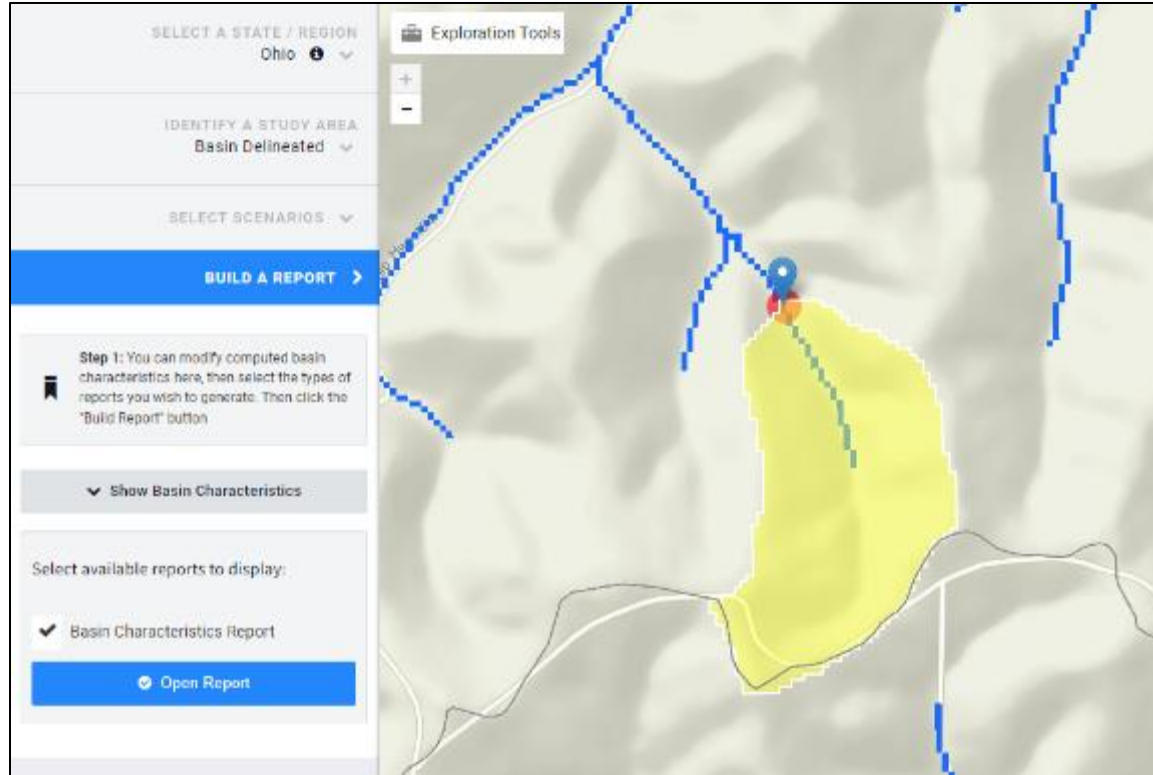 SELECT A STATE / REGION
Ohio
IDENTIFY A STUDY AREA
Basin Delineated
SELECT SCENARIOS
BUILD A REPORT
Step 1: You can modify computed basin
characteristics here, then select the types of
reports you wish to generate. Then click the
"Build Report" button
Show Basin Characteristics
Select available reports to display:
Basin Characteristics Report
Open Report
Exploration Tools
+
-